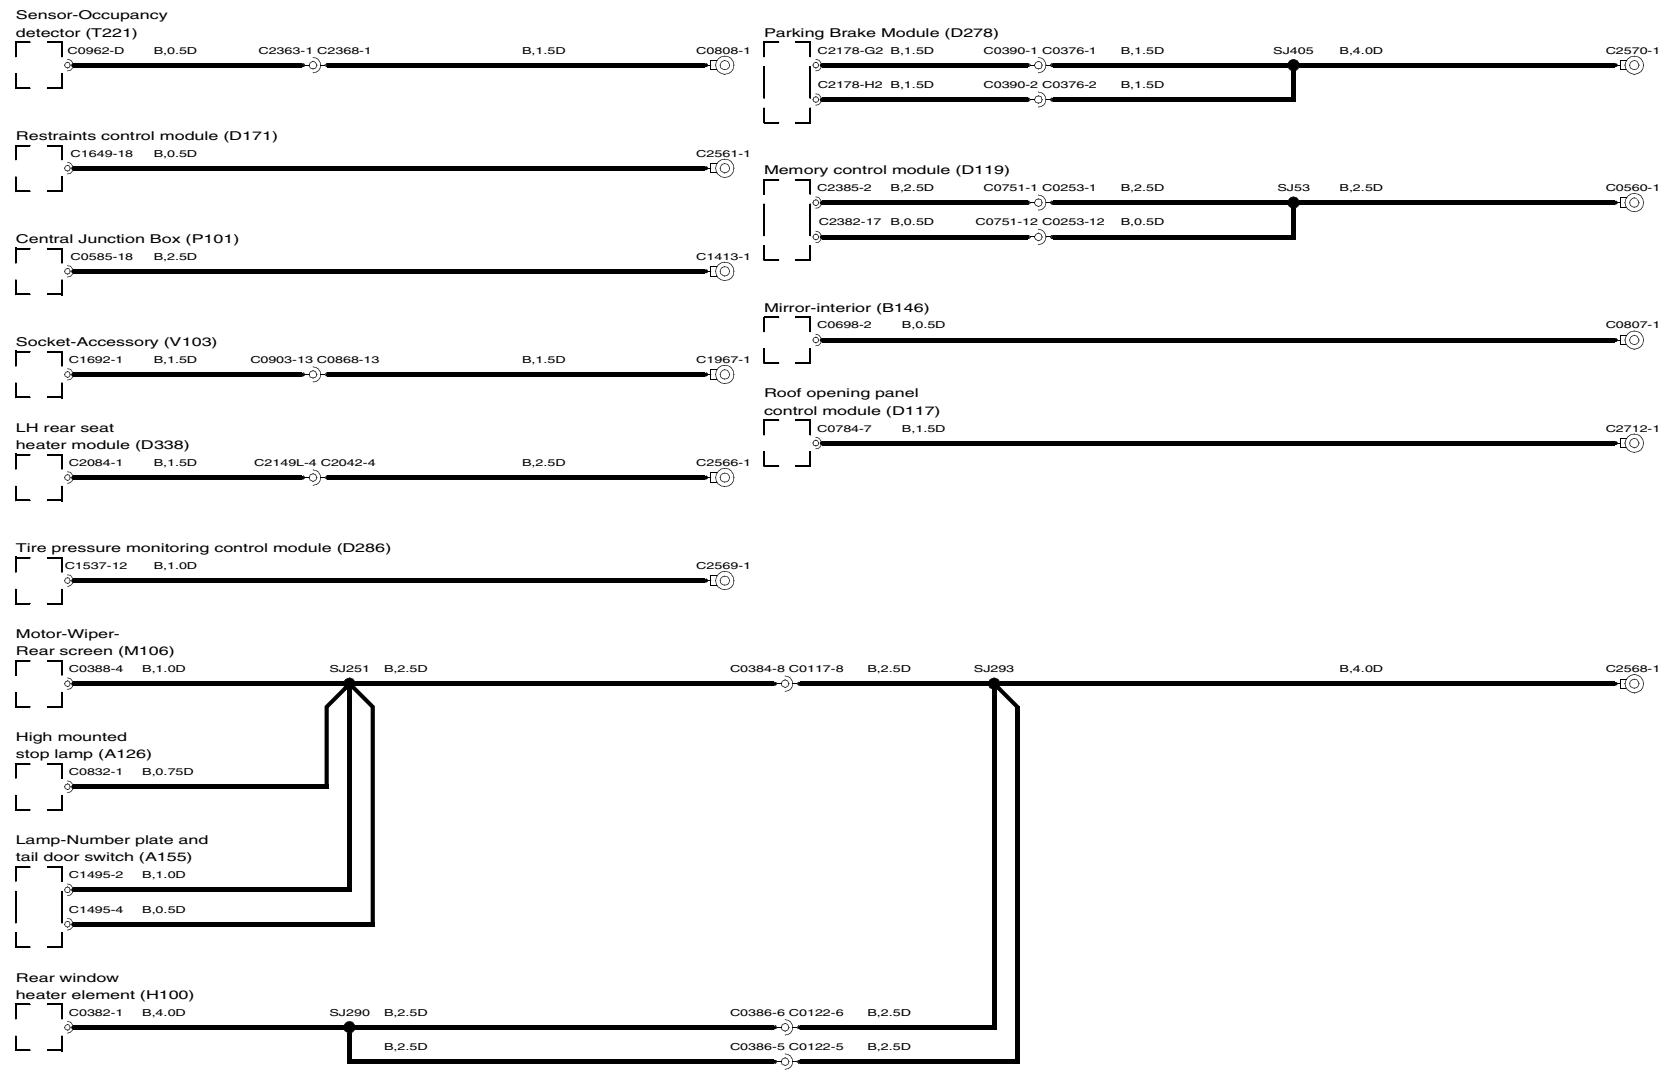 Sensor-Occupancy
detector (T221)
C0962-D B,0.5D C2363-1 C2368-1 B,1.5D C0808-1
Restraints control module (D171)
C1649-18 B,0.5D C2561-1
Central Junction Box (P101)
C0585-18 B,2.5D C1413-1
Socket-Accessory (V103)
C1692-1 B,1.5D C0903-13 C0868-13 B,1.5D C1967-1
LH rear seat
heater module (D338)
C2084-1 B,1.5D C2149L-4 C2042-4 B,2.5D C2566-1
Tire pressure monitoring control module (D286)
C1537-12 B,1.0D C2569-1
Parking Brake Module (D278)
C2178-G2 B,1.5D C0390-1 C0376-1 B,1.5D SJ405 B,4.0D C2570-1
C2178-H2 B,1.5D C0390-2 C0376-2 B,1.5D
Memory control module (D119)
C2385-2 B,2.5D C0751-1 C0253-1 B,2.5D SJ53 B,2.5D C0560-1
C2382-17 B,0.5D C0751-12 C0253-12 B,0.5D
Mirror-interior (B146)
C0698-2 B,0.5D C0807-1
Roof opening panel
control module (D117)
C0784-7 B,1.5D C2712-1
Motor-Wiper-
Rear screen (M106)
C0388-4 B,1.0D SJ251 B,2.5D C0384-8 C0117-8 B,2.5D SJ293 B,4.0D C2568-1
High mounted
stop lamp (A126)
C0832-1 B,0.75D
Lamp-Number plate and
tail door switch (A155)
C1495-2 B,1.0D
C1495-4 B,0.5D
Rear window
heater element (H100)
C0382-1 B,4.0D SJ290 B,2.5D C0386-6 C0122-6 B,2.5D
B,2.5D C0386-5 C0122-5 B,2.5D